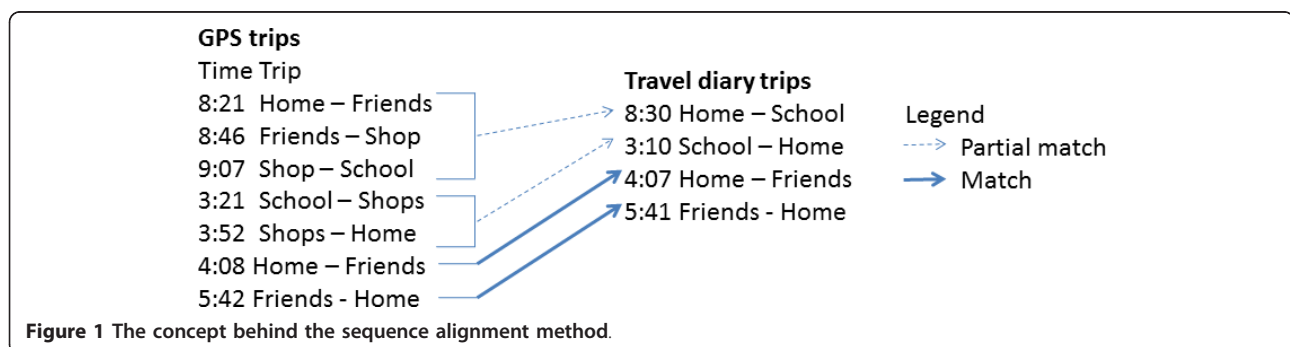 GPS trips
Time Trip
8:21 Home – Friends
8:46 Friends – Shop
9:07 Shop – School
3:21 School – Shops
3:52 Shops – Home
4:08 Home – Friends
5:42 Friends - Home
Travel diary trips
8:30 Home – School
3:10 School – Home
4:07 Home – Friends
5:41 Friends - Home
Legend
Partial match
Match
Figure 1 The concept behind the sequence alignment method.